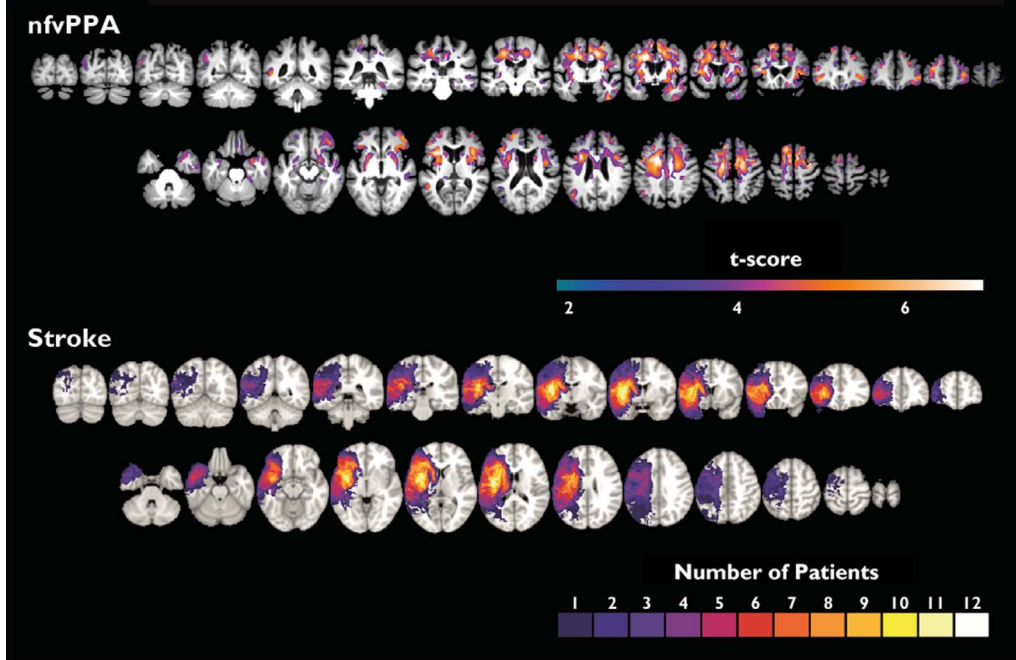 nfvPPA
t-score
2 4 6
Stroke
Number of Patients
1 2 3 4 5 6 7 8 9 10 11 12